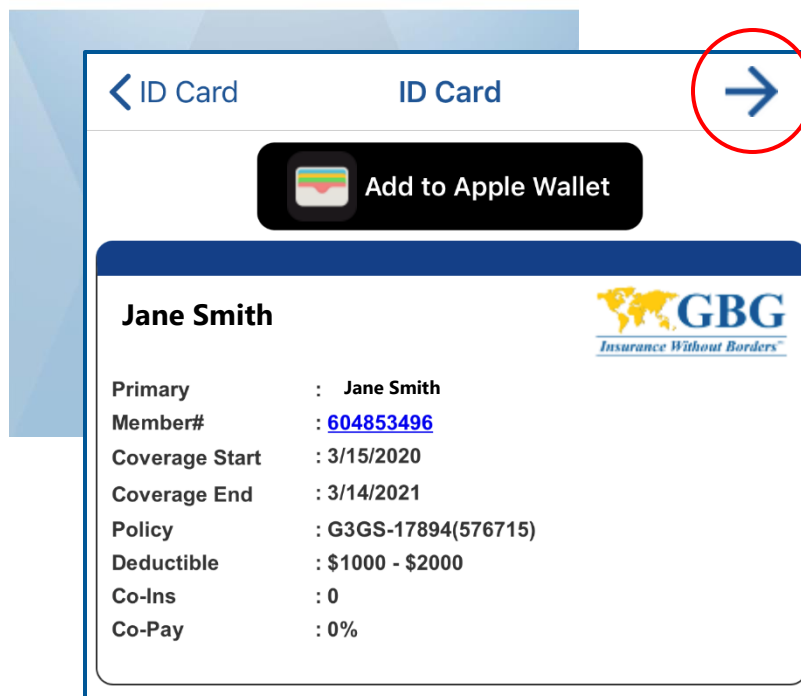 ID Card ID Card
Add to Apple Wallet
Jane Smith
GBG
Insurance Without Borders™
Primary : Jane Smith
Member# : 604853496
Coverage Start : 3/15/2020
Coverage End : 3/14/2021
Policy : G3GS-17894(576715)
Deductible : $1000 - $2000
Co-Ins : 0
Co-Pay : 0%